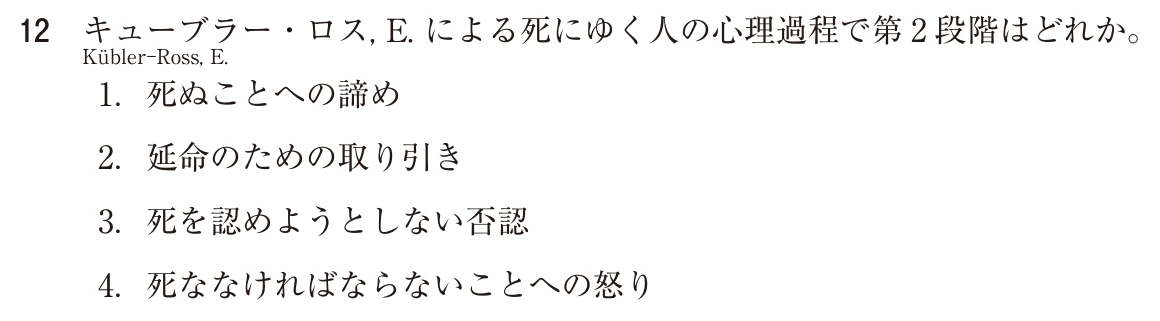 12 キューブラー・ロス, E. による死にゆく人の心理過程で第2段階はどれか。
Kübler-Ross, E.
1. 死ぬことへの諦め
2. 延命のための取り引き
3. 死を認めようとしない否認
4. 死ななければならないことへの怒り